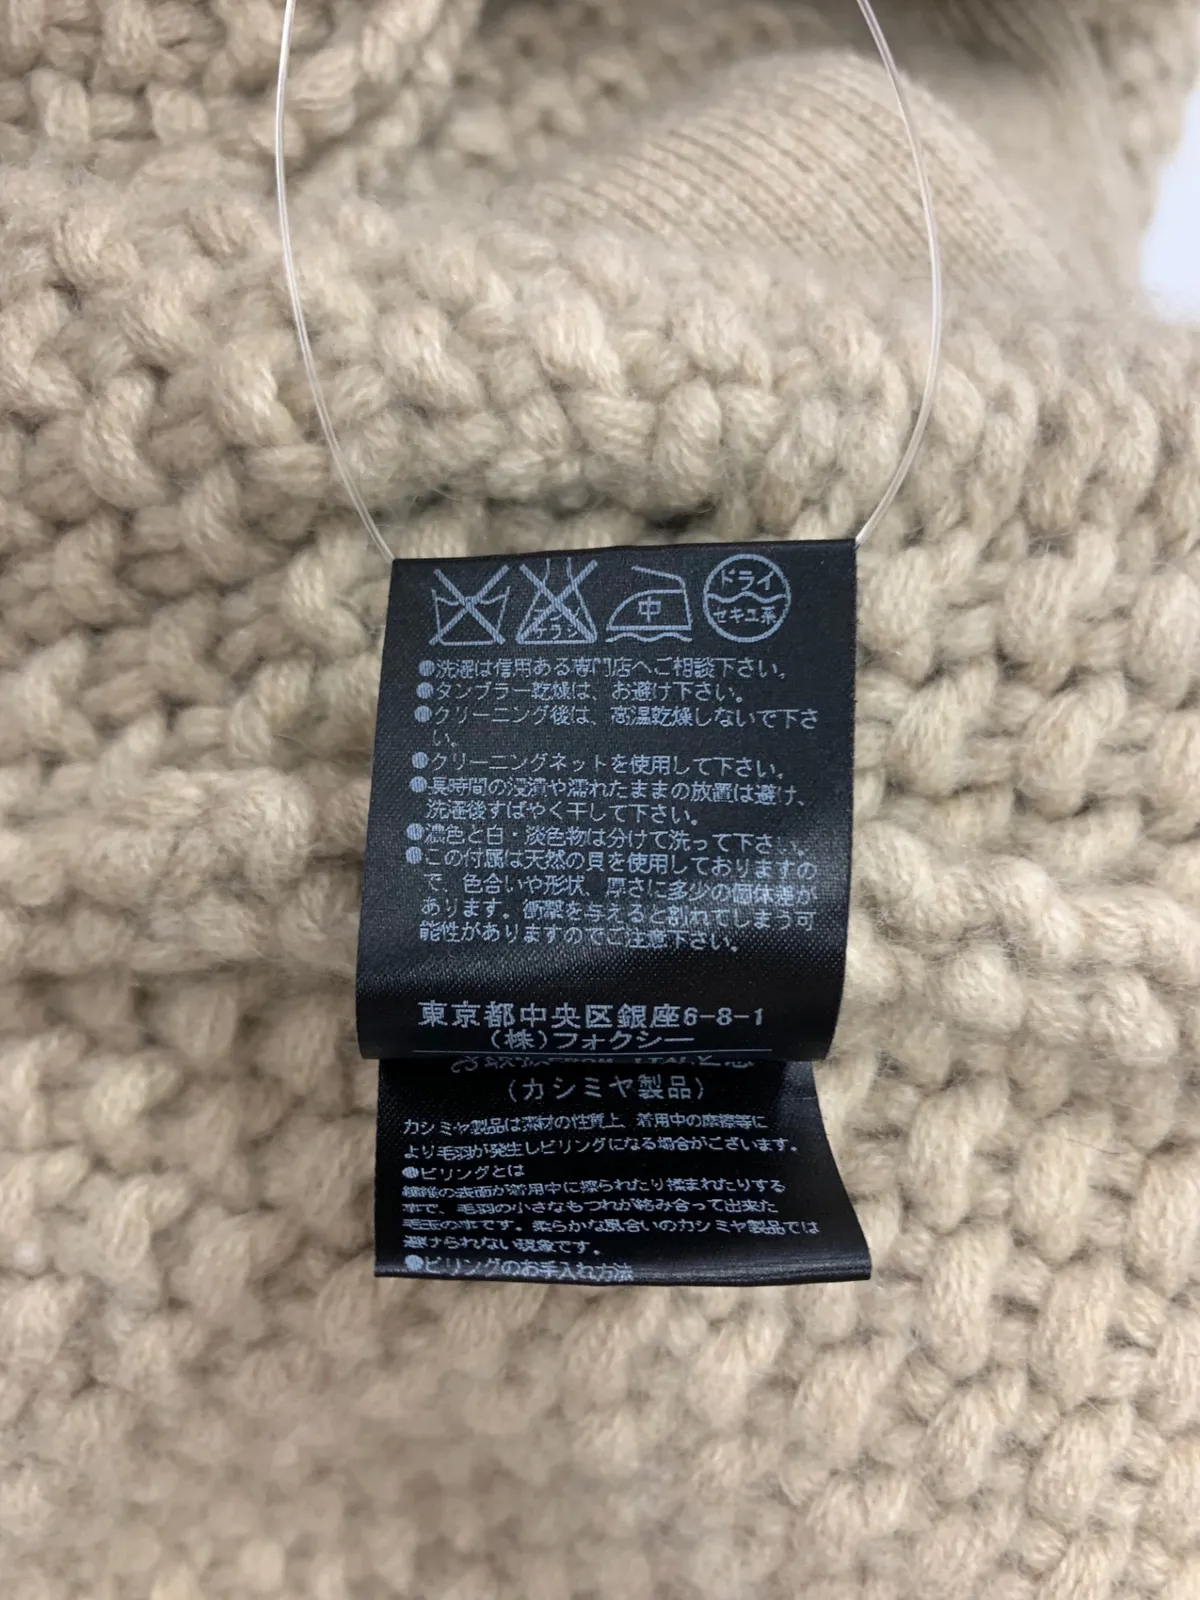 エンソ
サラシ
中
ドライ
セキユ系
●洗濯は信用ある専門店へご相談下さい。
●タンブラー乾燥は、お避け下さい。
●クリーニング後は、高温乾燥しないで下さ
い。
●クリーニングネットを使用して下さい。
●長時間の浸漬や濡れたままの放置は避け、
洗濯後すばやく干して下さい。
●濃色と白・淡色物は分けて洗って下さい。
●この付属は天然の貝を使用しておりますの
で、色合いや形状、厚さに多少の個体差が
あります。衝撃を与えると割れてしまう可
能性がありますのでご注意下さい。
東京都中央区銀座6-8-1
(株)フォクシー
(カシミヤ製品)
カシミヤ製品は素材の性質上、着用中の摩擦等に
より毛羽が発生しピリングになる場合がございます。
●ピリングとは
繊維の表面が着用中に擦られたり揉まれたりする
事で、毛羽の小さなもつれが絡み合って出来た
毛玉の事です。柔らかな風合いのカシミヤ製品では
避けられない現象です。
●ピリングのお手入れ方法